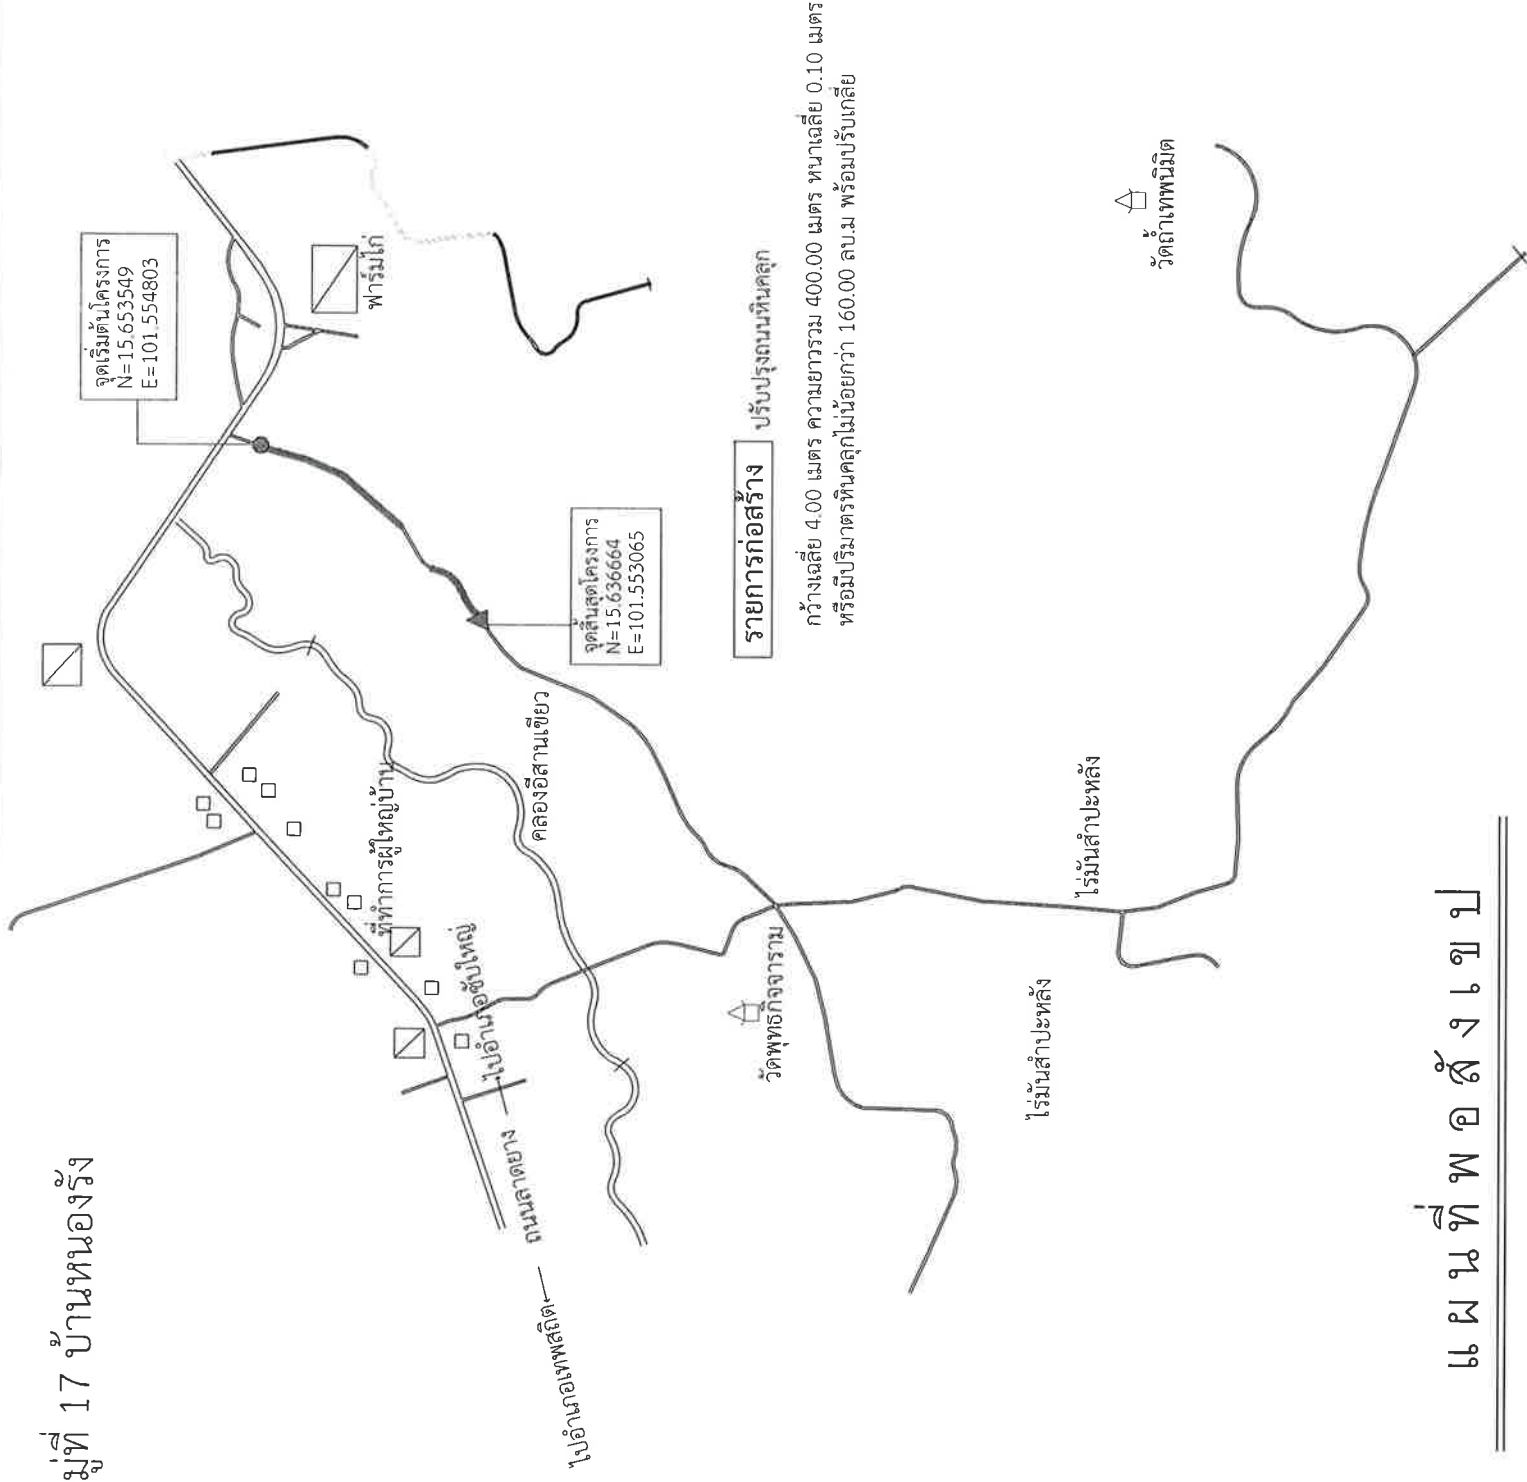 มู่ที่ 17 บ้านหนองรัง
จุดเริ่มต้นโครงการ
N=15.653549
E=101.554803
ฟาร์มไก่
จุดสิ้นสุดโครงการ
N=15.636664
E=101.553065
ที่ทำการผู้ใหญ่บ้าน
ไปอำเภอซับใหญ่
ถนนลาดยาง
ไปอำเภอเทพสถิต
คลองอีสานเขียว
รายการก่อสร้าง ปรับปรุงถนนหินคลุก
กว้างเฉลี่ย 4.00 เมตร ความยาวรวม 400.00 เมตร หนาเฉลี่ย 0.10 เมตร
หรือมีปริมาตรหินคลุกไม่น้อยกว่า 160.00 ลบ.ม พร้อมปรับเกลี่ย
วัดพุทธกิจจาราม
วัดถ้ำเทพนิมิต
ไร่มันสำปะหลัง
ไร่มันสำปะหลัง
แผนที่พอสังเขป